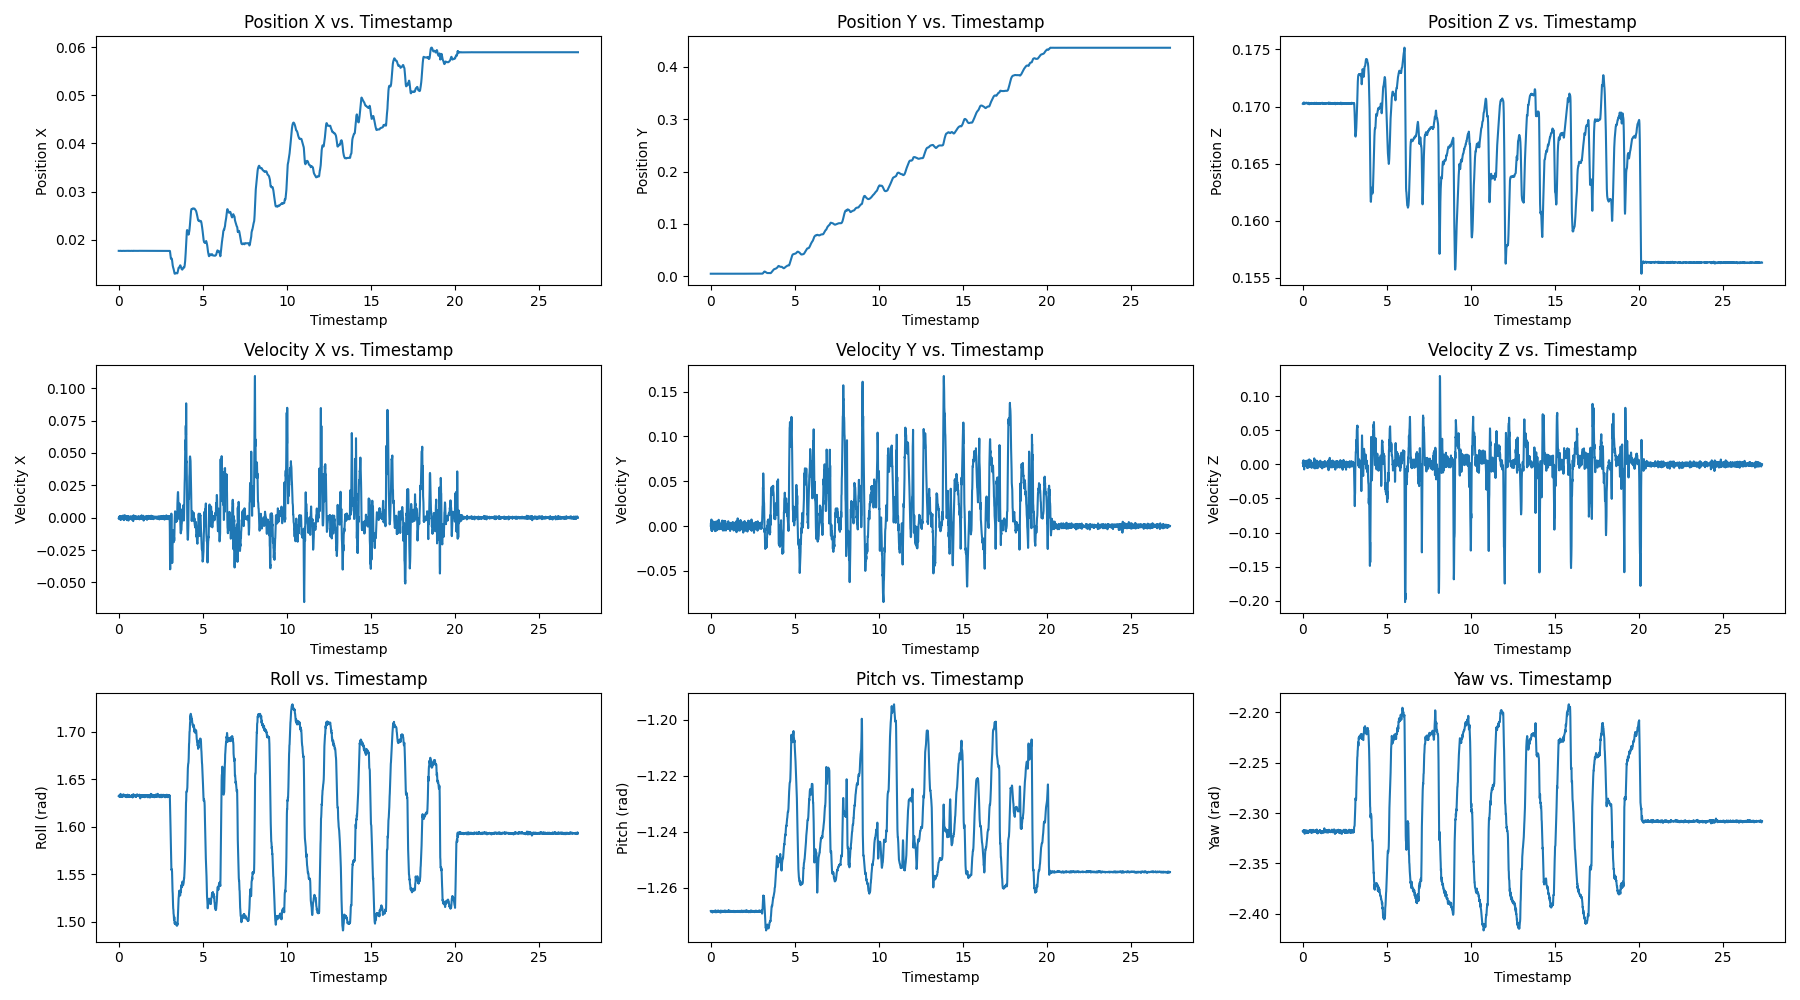 Position X vs. Timestamp
Position X
0.06
0.05
0.04
0.03
0.02
0 5 10 15 20 25
Timestamp
Position Y vs. Timestamp
Position Y
0.4
0.3
0.2
0.1
0.0
0 5 10 15 20 25
Timestamp
Position Z vs. Timestamp
Position Z
0.175
0.170
0.165
0.160
0.155
0 5 10 15 20 25
Timestamp
Velocity X vs. Timestamp
Velocity X
0.100
0.075
0.050
0.025
0.000
−0.025
−0.050
0 5 10 15 20 25
Timestamp
Velocity Y vs. Timestamp
Velocity Y
0.15
0.10
0.05
0.00
−0.05
0 5 10 15 20 25
Timestamp
Velocity Z vs. Timestamp
Velocity Z
0.10
0.05
0.00
−0.05
−0.10
−0.15
−0.20
0 5 10 15 20 25
Timestamp
Roll vs. Timestamp
Roll (rad)
1.70
1.65
1.60
1.55
1.50
0 5 10 15 20 25
Timestamp
Pitch vs. Timestamp
Pitch (rad)
−1.20
−1.22
−1.24
−1.26
0 5 10 15 20 25
Timestamp
Yaw vs. Timestamp
Yaw (rad)
−2.20
−2.25
−2.30
−2.35
−2.40
0 5 10 15 20 25
Timestamp